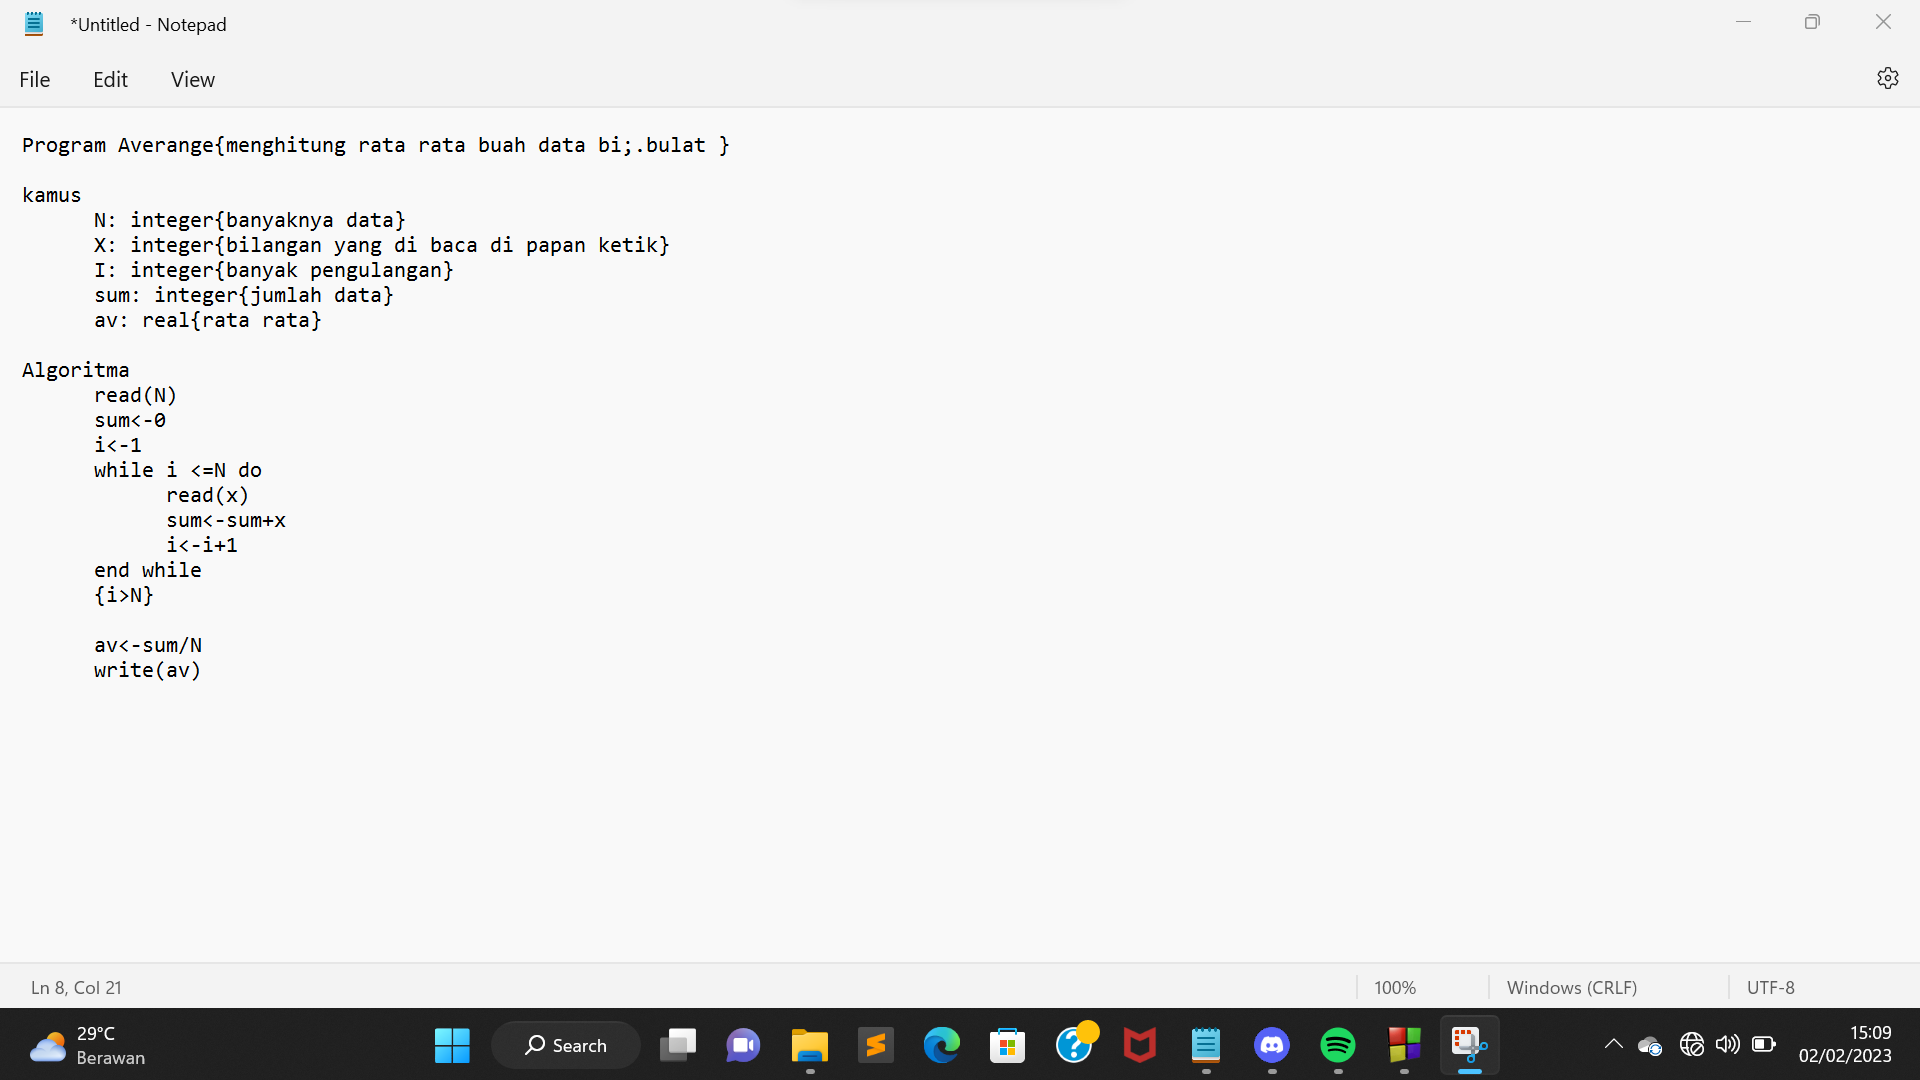 *Untitled - Notepad
File Edit View
Program Averange{menghitung rata rata buah data bi;.bulat }
kamus
N: integer{banyaknya data}
X: integer{bilangan yang di baca di papan ketik}
I: integer{banyak pengulangan}
sum: integer{jumlah data}
av: real{rata rata}
Algoritma
read(N)
sum<-0
i<-1
while i <=N do
read(x)
sum<-sum+x
i<-i+1
end while
{i>N}
av<-sum/N
write(av)
Ln 8, Col 21 100% Windows (CRLF) UTF-8
29°C
Berawan
Search
15:09
02/02/2023